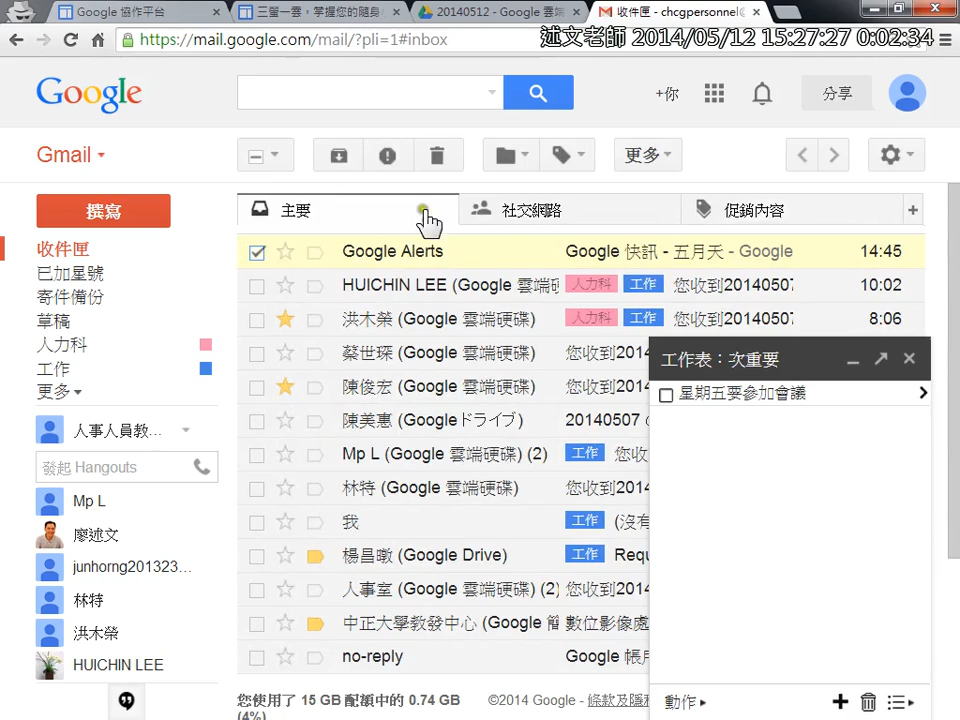 Google 協作平台
三螢一雲，掌握您的隨身
20140512 - Google 雲端
收件匣 - chcgpersonnel@
https://mail.google.com/mail/?pli=1#inbox
述文老師 2014/05/12 15:27:27 0:02:34
Google
+你
分享
Gmail
更多
撰寫
主要
社交網路
促銷內容
收件匣
已加星號
寄件備份
草稿
人力科
工作
更多
Google Alerts Google 快訊 - 五月天 - Google 14:45
HUICHIN LEE (Google 雲端硬 人力科 工作 您收到2014050 10:02
洪木榮 (Google 雲端硬碟) 人力科 工作 您收到2014050 8:06
蔡世琛 (Google 雲端硬碟) 您收到2014
陳俊宏 (Google 雲端硬碟) 您收到2014
陳美惠 (Googleドライブ) 20140507
Mp L (Google 雲端硬碟) (2) 工作 您收
林特 (Google 雲端硬碟) 您收到2014
我 工作 (沒有
楊昌暾 (Google Drive) 工作 Requ
人事室 (Google 雲端硬碟) (2) 您收到2014
中正大學教發中心 (Google 簡 數位影像處
no-reply Google 帳
工作表：次重要
星期五要參加會議
動作
人事人員教…
發起 Hangouts
Mp L
廖述文
junhorng201323…
林特
洪木榮
HUICHIN LEE
您使用了 15 GB 配額中的 0.74 GB
(4%)
©2014 Google - 條款及隱